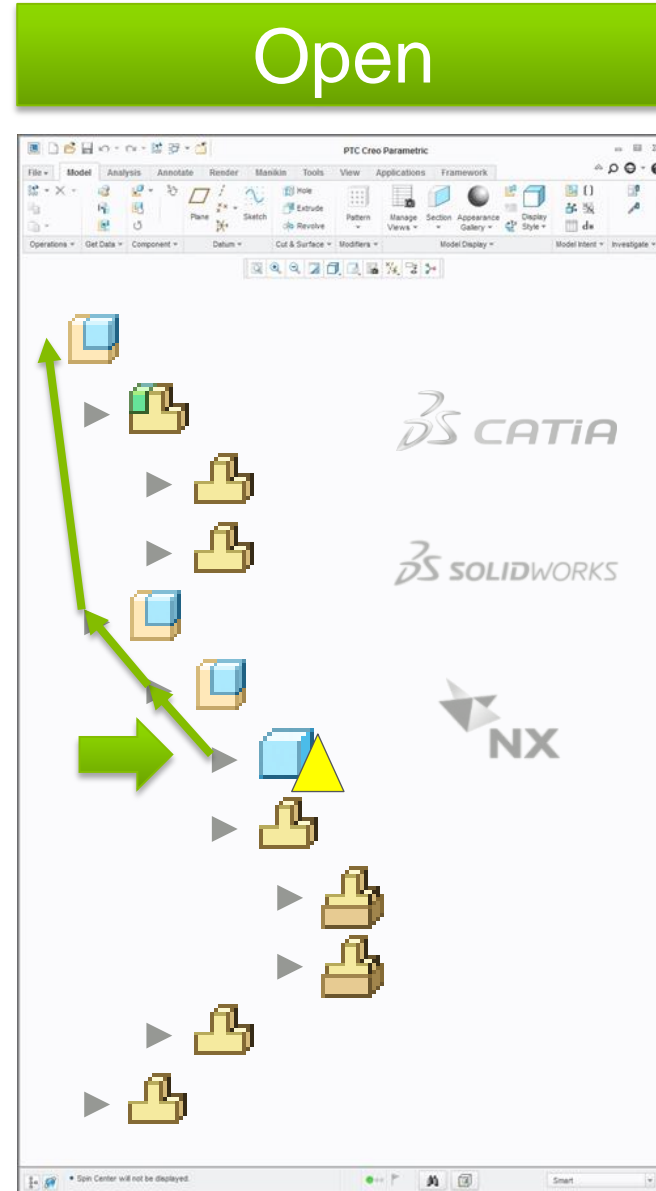 Open
PTC Creo Parametric
File Model Analysis Annotate Render Manikin Tools View Applications Framework
Hole
Extrude
Revolve
Plane Sketch Pattern Manage Views Section Appearance Gallery Display Style
d=
Operations Get Data Component Datum Cut & Surface Modifiers Model Display Model Intent Investigate
CATIA
SOLIDWORKS
NX
Spin Center will not be displayed.
Smart